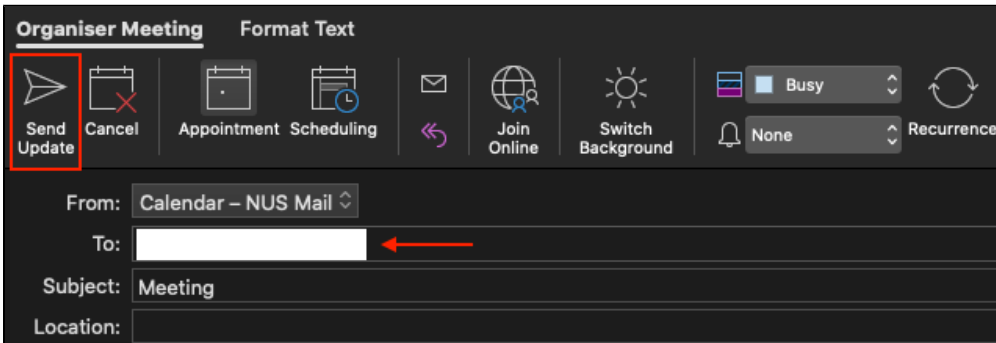 Organiser Meeting Format Text
Send Update
Cancel
Appointment
Scheduling
Join Online
Switch Background
Busy
None
Recurrence
From: Calendar – NUS Mail
To:
Subject: Meeting
Location: